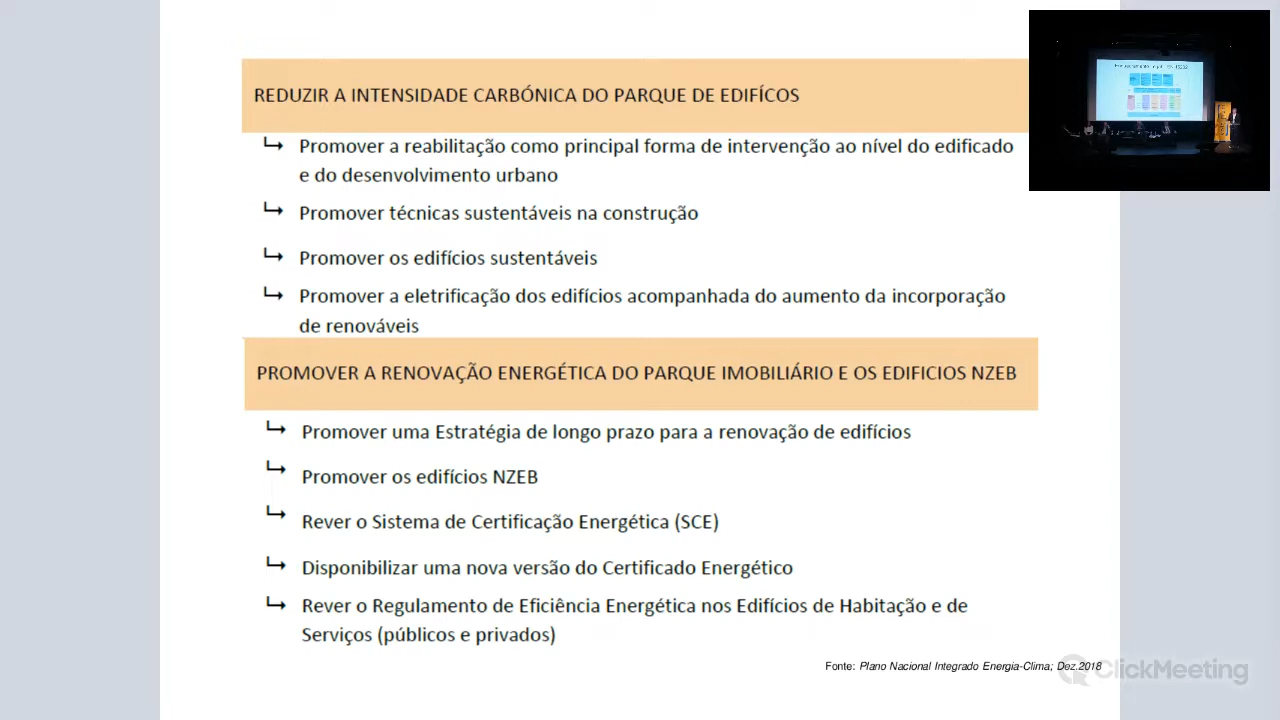 REDUZIR A INTENSIDADE CARBÓNICA DO PARQUE DE EDIFÍCOS
Promover a reabilitação como principal forma de intervenção ao nível do edificado
e do desenvolvimento urbano
Promover técnicas sustentáveis na construção
Promover os edifícios sustentáveis
Promover a eletrificação dos edifícios acompanhada do aumento da incorporação
de renováveis
PROMOVER A RENOVAÇÃO ENERGÉTICA DO PARQUE IMOBILIÁRIO E OS EDIFICIOS NZEB
Promover uma Estratégia de longo prazo para a renovação de edifícios
Promover os edifícios NZEB
Rever o Sistema de Certificação Energética (SCE)
Disponibilizar uma nova versão do Certificado Energético
Rever o Regulamento de Eficiência Energética nos Edifícios de Habitação e de
Serviços (públicos e privados)
Fonte: Plano Nacional Integrado Energia-Clima; Dez.2018
ClickMeeting